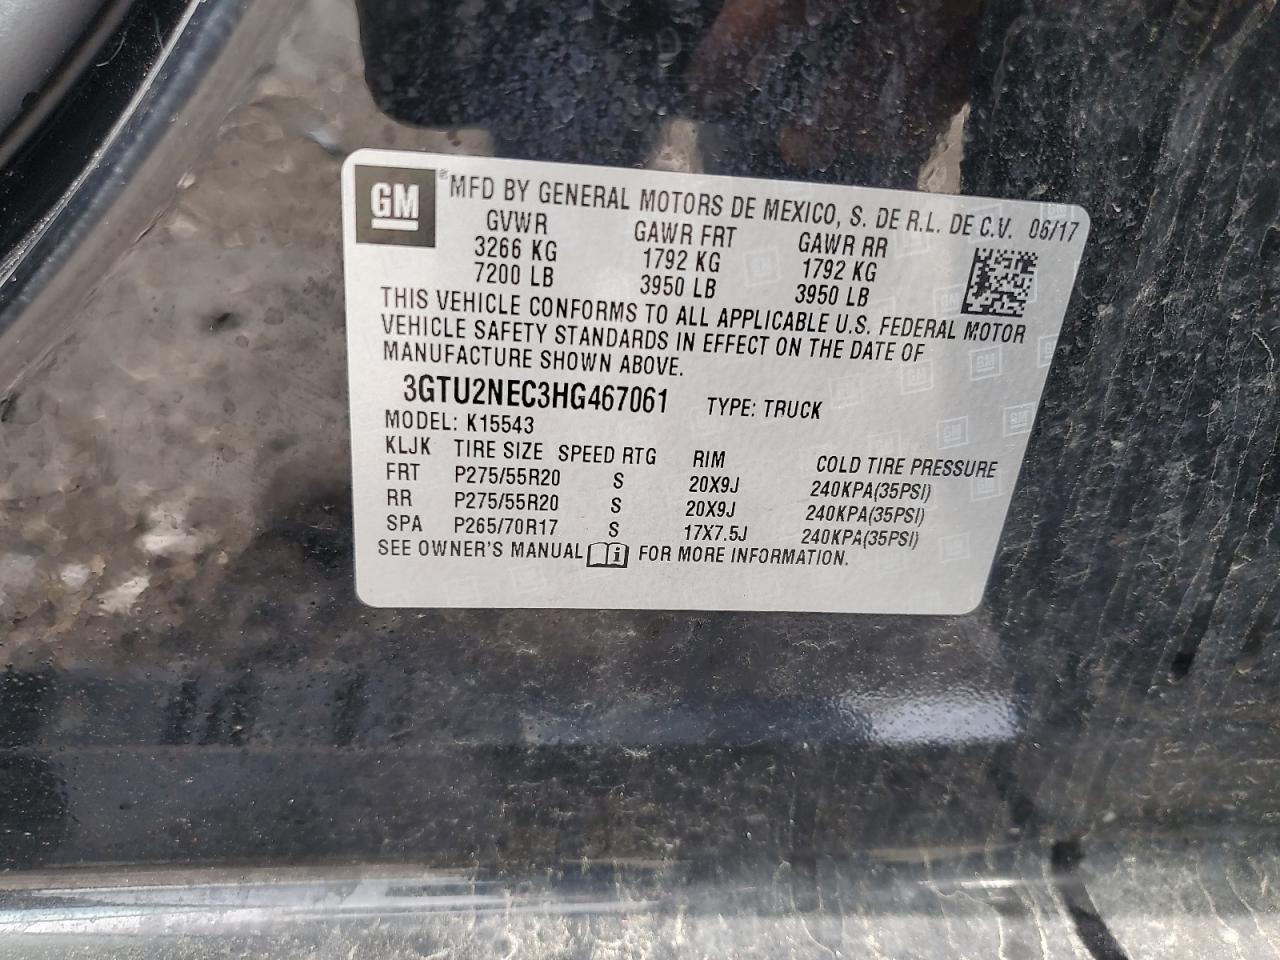 GM ® MFD BY GENERAL MOTORS DE MEXICO, S. DE R.L. DE C.V. 06/17
GVWR GAWR FRT GAWR RR
3266 KG 1792 KG 1792 KG
7200 LB 3950 LB 3950 LB
THIS VEHICLE CONFORMS TO ALL APPLICABLE U.S. FEDERAL MOTOR
VEHICLE SAFETY STANDARDS IN EFFECT ON THE DATE OF
MANUFACTURE SHOWN ABOVE.
3GTU2NEC3HG467061 TYPE: TRUCK
MODEL: K15543
KLJK TIRE SIZE SPEED RTG RIM COLD TIRE PRESSURE
FRT P275/55R20 S 20X9J 240KPA(35PSI)
RR P275/55R20 S 20X9J 240KPA(35PSI)
SPA P265/70R17 S 17X7.5J 240KPA(35PSI)
SEE OWNER'S MANUAL FOR MORE INFORMATION.